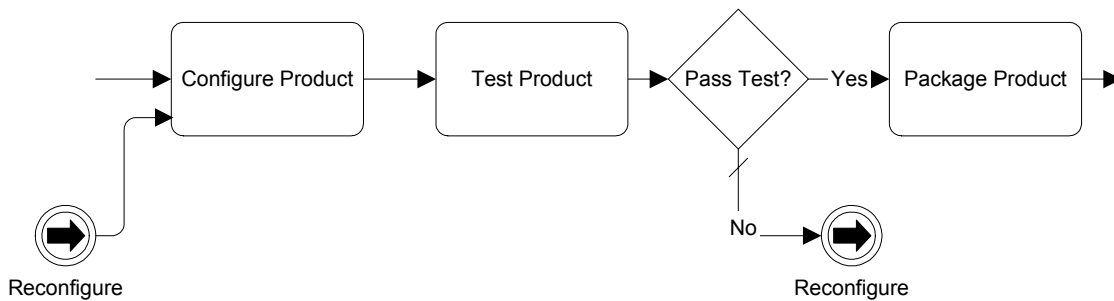 Configure Product
Test Product
Pass Test?
Yes
Package Product
No
Reconfigure
Reconfigure